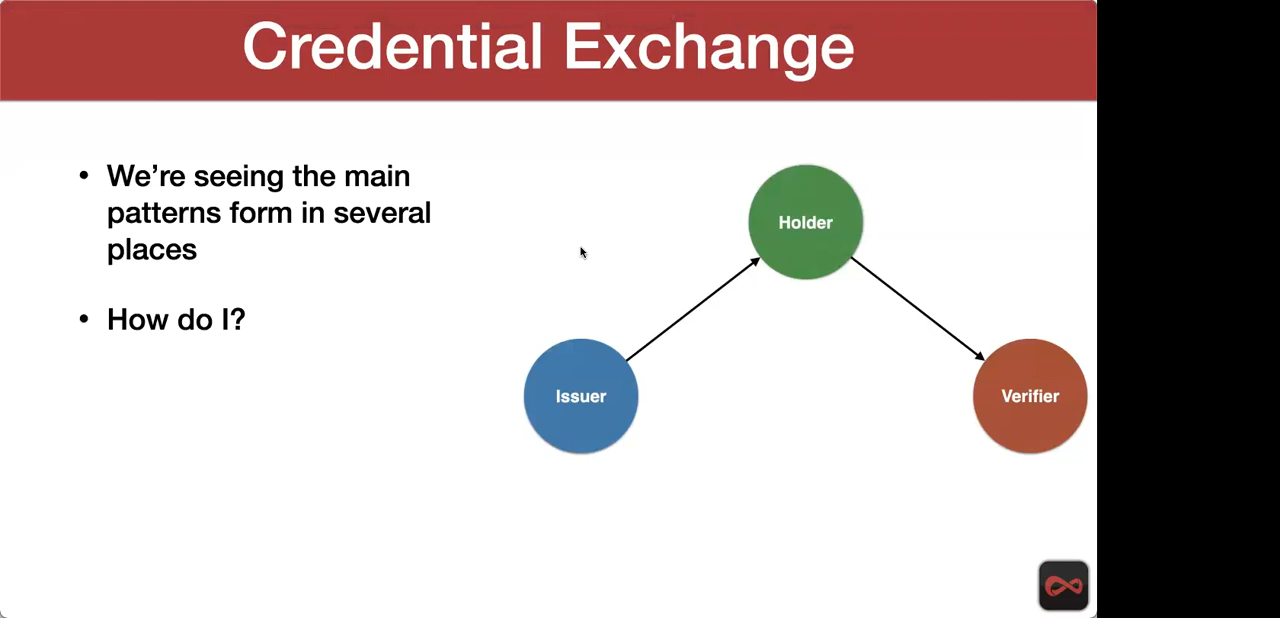 Credential Exchange
• We’re seeing the main
patterns form in several
places
• How do I?
Holder
Issuer
Verifier